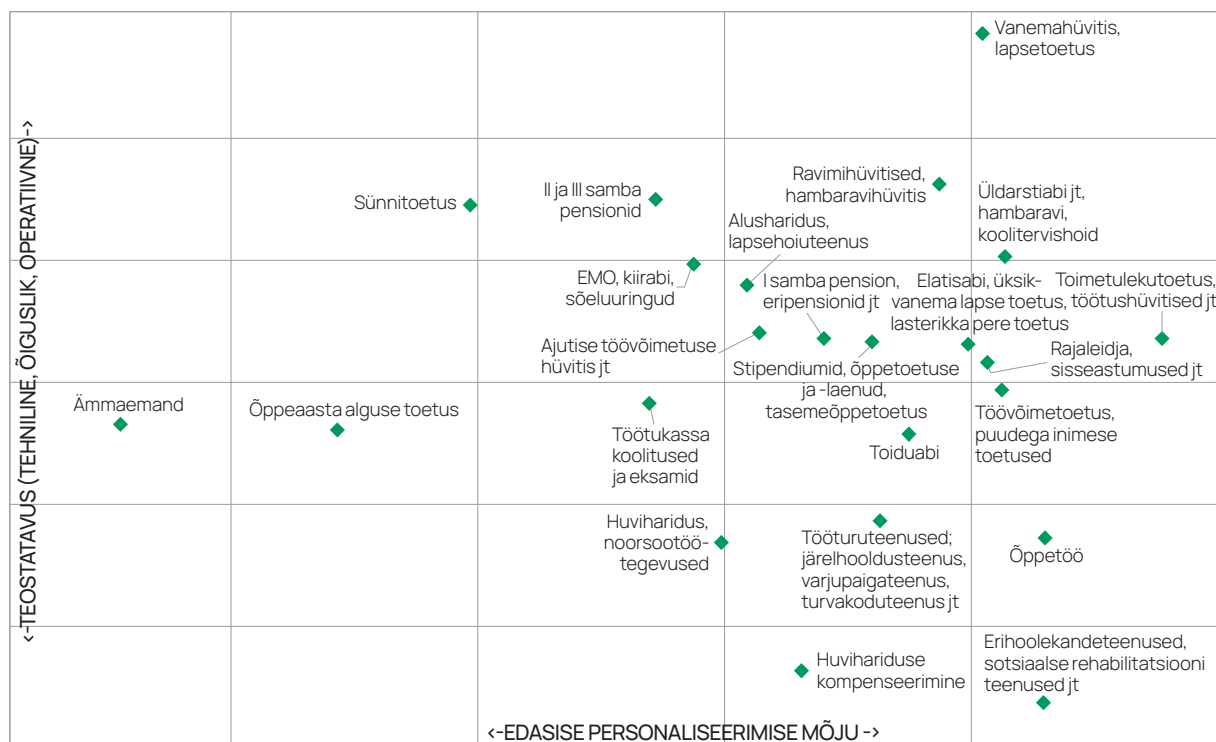 Vanemahüvitis,
lapsetoetus
<-TEOSTATAVUS (TEHNILINE, ÕIGUSLIK, OPERATIIVNE)->
Sünnitoetus
II ja III samba
pensionid
Ravimihüvitised,
hambaravihüvitis
Üldarstiabi jt,
hambaravi,
koolitervishoid
Alusharidus,
lapsehoiuteenus
EMO, kiirabi,
sõeluuringud
I samba pension,
eripensionid jt
Elatisabi, üksik-
vanema lapse toetus,
lasterikka pere toetus
Toimetulekutoetus,
töötushüvitised jt
Ajutise töövõimetuse
hüvitis jt
Stipendiumid, õppetoetuse
ja -laenud,
tasemeõppetoetus
Rajaleidja,
sisseastumused jt
Ämmaemand
Õppeaasta alguse toetus
Töötukassa
koolitused
ja eksamid
Toiduabi
Töövõimetoetus,
puudega inimese
toetused
Huviharidus,
noorsootöö-
tegevused
Tööturuteenused;
järelhooldusteenus,
varjupaigateenus,
turvakoduteenus jt
Õppetöö
Huvihariduse
kompenseerimine
Erihoolekandeteenused,
sotsiaalse rehabilitatsiooni
teenused jt
<-EDASISE PERSONALISEERIMISE MÕJU ->